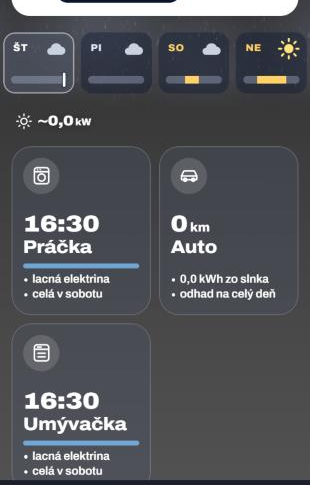 ŠT
PI
SO
NE
~0,0 kW
16:30
Práčka
• lacná elektrina
• celá v sobotu
0 km
Auto
• 0,0 kWh zo slnka
• odhad na celý deň
16:30
Umývačka
• lacná elektrina
• celá v sobotu